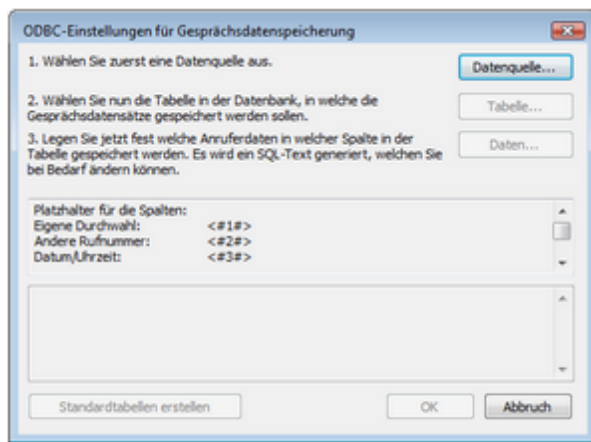 ODBC-Einstellungen für Gesprächsdatenspeicherung
1. Wählen Sie zuerst eine Datenquelle aus.
Datenquelle...
2. Wählen Sie nun die Tabelle in der Datenbank, in welche die
Gesprächsdatensätze gespeichert werden sollen.
Tabelle...
3. Legen Sie jetzt fest welche Anruferdaten in welcher Spalte in der
Tabelle gespeichert werden. Es wird ein SQL-Text generiert, welchen Sie
bei Bedarf ändern können.
Daten...
Platzhalter für die Spalten:
Eigene Durchwahl: <#1#>
Andere Rufnummer: <#2#>
Datum/Uhrzeit: <#3#>
Standardtabellen erstellen
OK
Abbruch